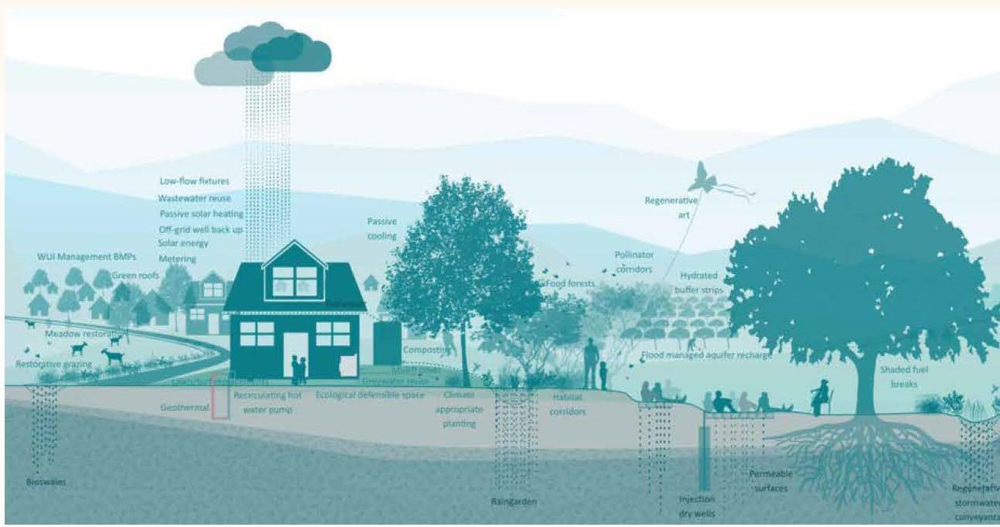 Low-flow fixtures
Wastewater reuse
Passive solar heating
Off-grid well back up
Solar energy
Metering
WUI Management BMPs
Green roofs
Meadow restoration
Restorative grazing
Passive
cooling
Regenerative
art
Pollinator
corridors
Food forests
Hydrated
buffer strips
Flood managed aquifer recharge
Shaded fuel
breaks
Composting
Mulch
Greywater reuse
Geothermal
Recirculating hot
water pump
Ecological defensible space
Climate
appropriate
planting
Habitat
corridors
Bioswales
Raingarden
Injection
dry wells
Permeable
surfaces
Regenerativ
stormwater
conveyanc